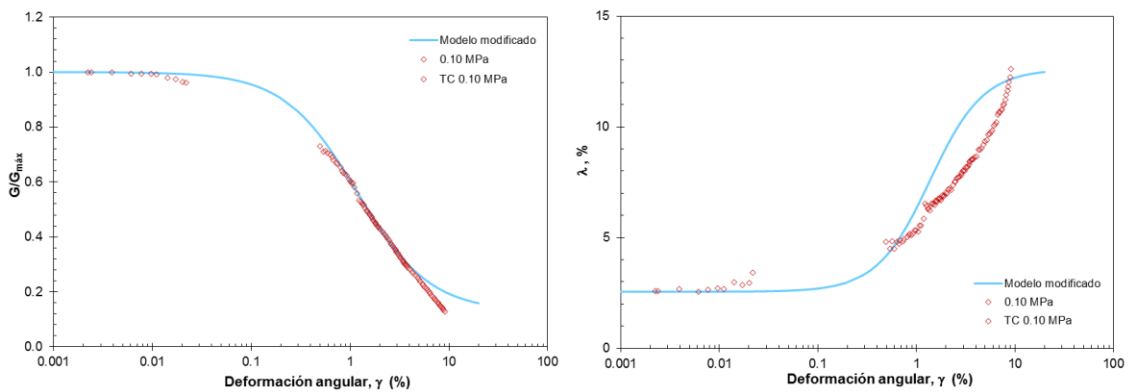 1.2
1.0
0.8
0.6
0.4
0.2
0.0
G/Gmáx
0.001
0.01
0.1
1
10
100
Deformación angular, γ (%)
Modelo modificado
0.10 MPa
TC 0.10 MPa
15
10
5
0
λ , %
0.001
0.01
0.1
1
10
100
Deformación angular, γ (%)
Modelo modificado
0.10 MPa
TC 0.10 MPa